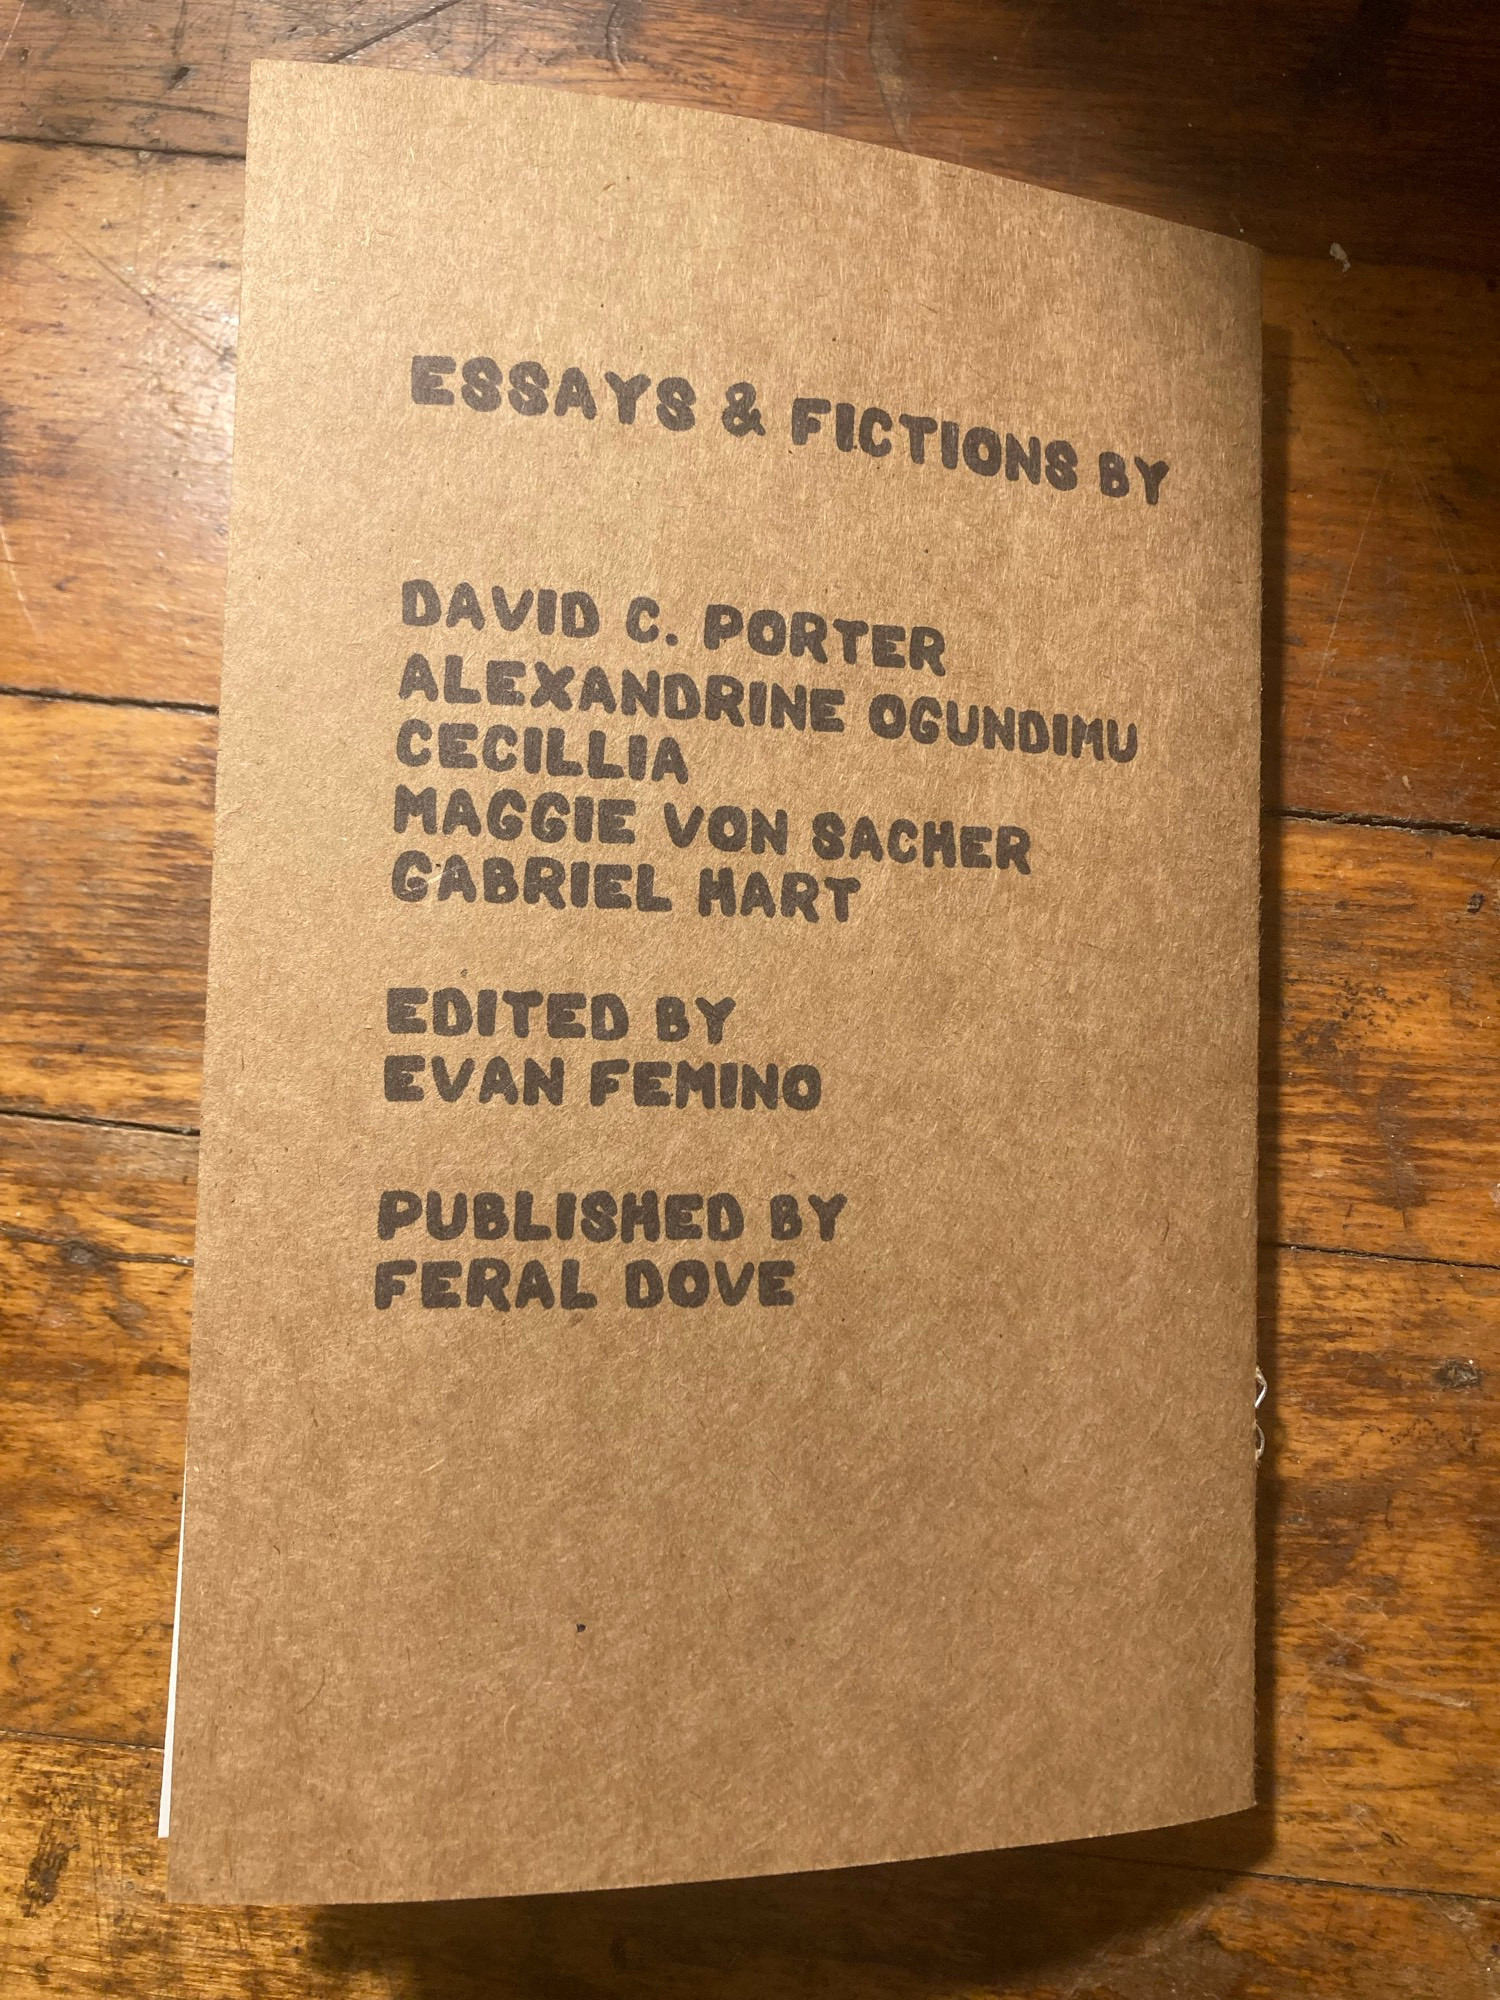 ESSAYS & FICTIONS BY
DAVID C. PORTER
ALEXANDRINE OGUNDIMU
CECILLIA
MAGGIE VON SACHER
GABRIEL HART
EDITED BY
EVAN FEMINO
PUBLISHED BY
FERAL DOVE